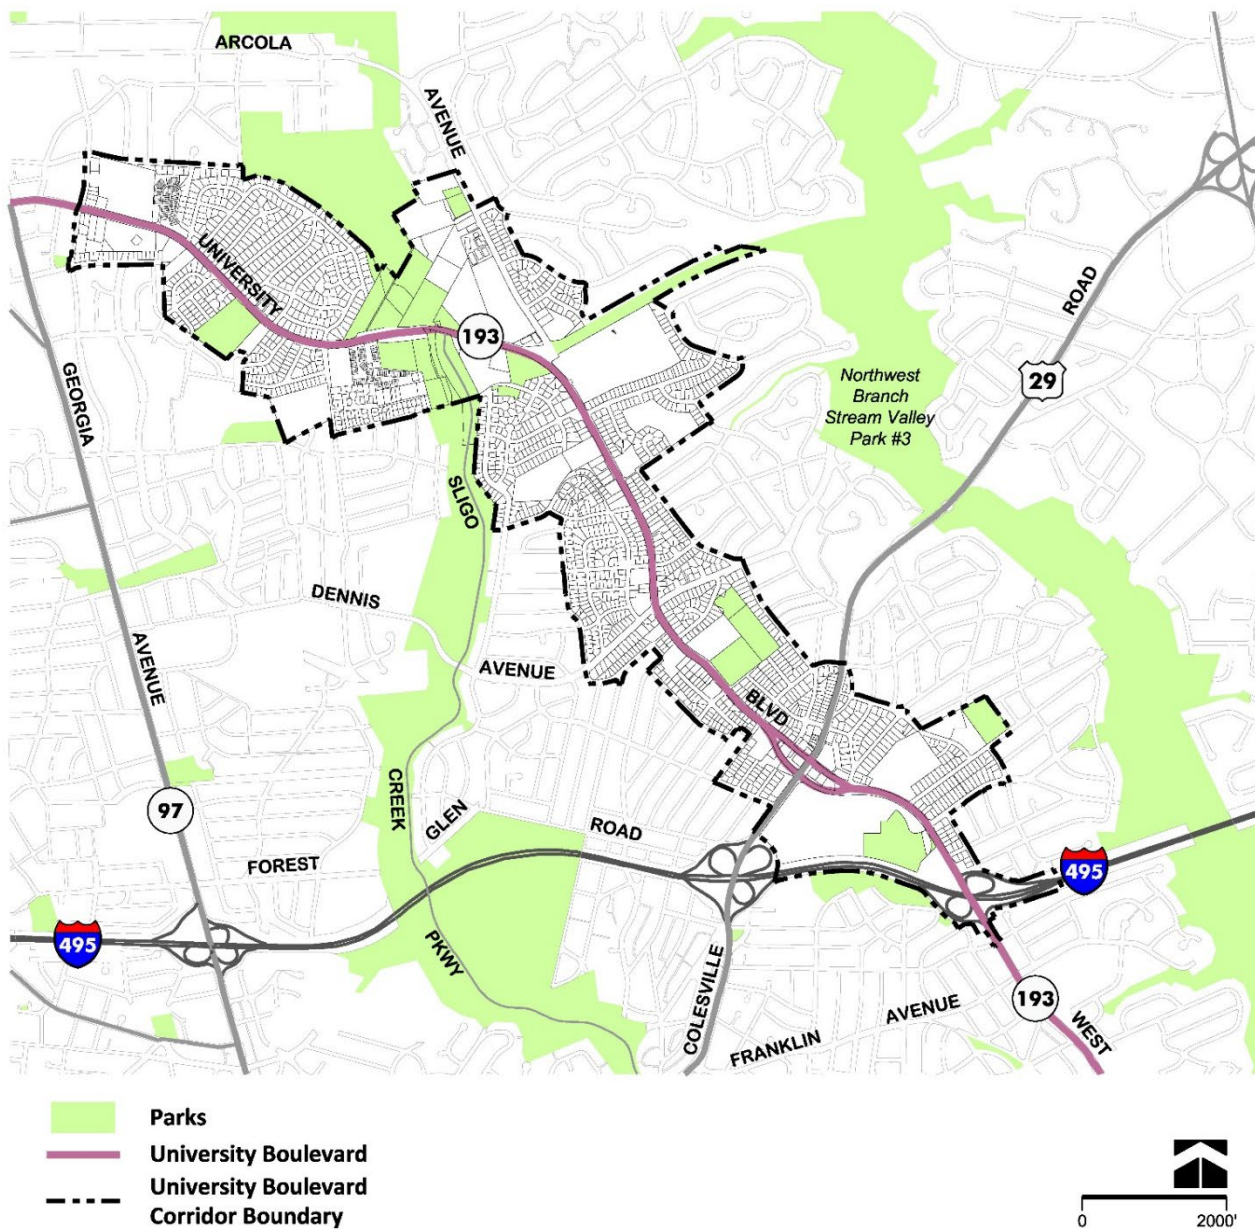 ARCOLA
AVENUE
UNIVERSITY
193
ROAD
29
Northwest
Branch
Stream Valley
Park #3
GEORGIA
SLIGO
DENNIS
AVENUE
AVENUE
BLVD
CREEK
GLEN
ROAD
97
FOREST
495
495
PKWY
COLESVILLE
FRANKLIN
AVENUE
193
WEST
Parks
University Boulevard
University Boulevard
Corridor Boundary
0
2000'